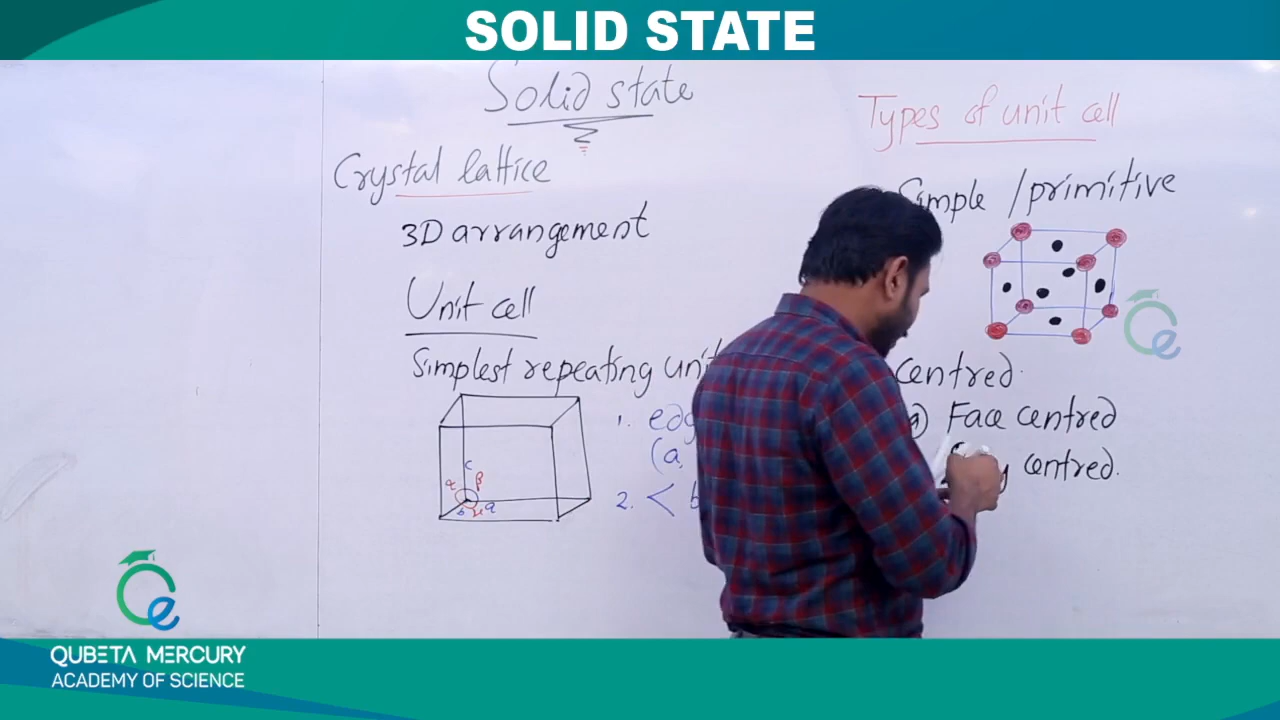 SOLID STATE
Solid state
Crystal lattice
3D arrangement
Unit cell
Simplest repeating unit
c
α β
b a
1.
(a,
2. <
Types of unit cell
Simple / primitive
centred
a) Face centred
centred.
e
QUBETA MERCURY
ACADEMY OF SCIENCE